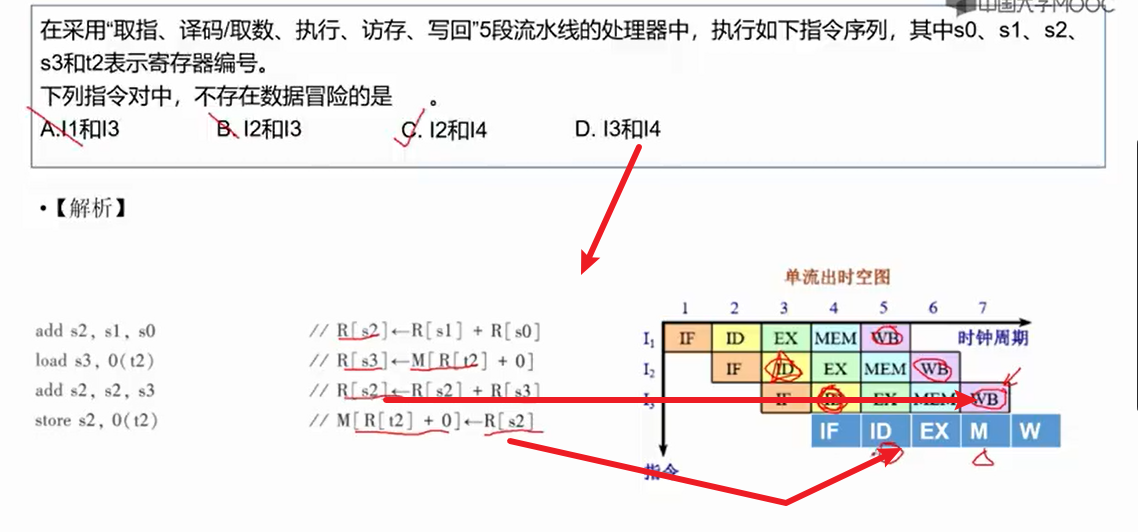 中国大学MOOC
在采用“取指、译码/取数、执行、访存、写回”5段流水线的处理器中，执行如下指令序列，其中s0、s1、s2、
s3和t2表示寄存器编号。
下列指令对中，不存在数据冒险的是 。
A.I1和I3 B. I2和I3 C. I2和I4 D. I3和I4
•【解析】
单流出时空图
1 2 3 4 5 6 7
add s2, s1, s0 // R[s2]←R[s1] + R[s0] I1 IF ID EX MEM WB 时钟周期
load s3, 0(t2) // R[s3]←M[R[t2] + 0] I2 IF ID EX MEM WB
add s2, s2, s3 // R[s2]←R[s2] + R[s3] I3 IF ID EX MEM WB
store s2, 0(t2) // M[R[t2] + 0]←R[s2] IF ID EX M W
指令